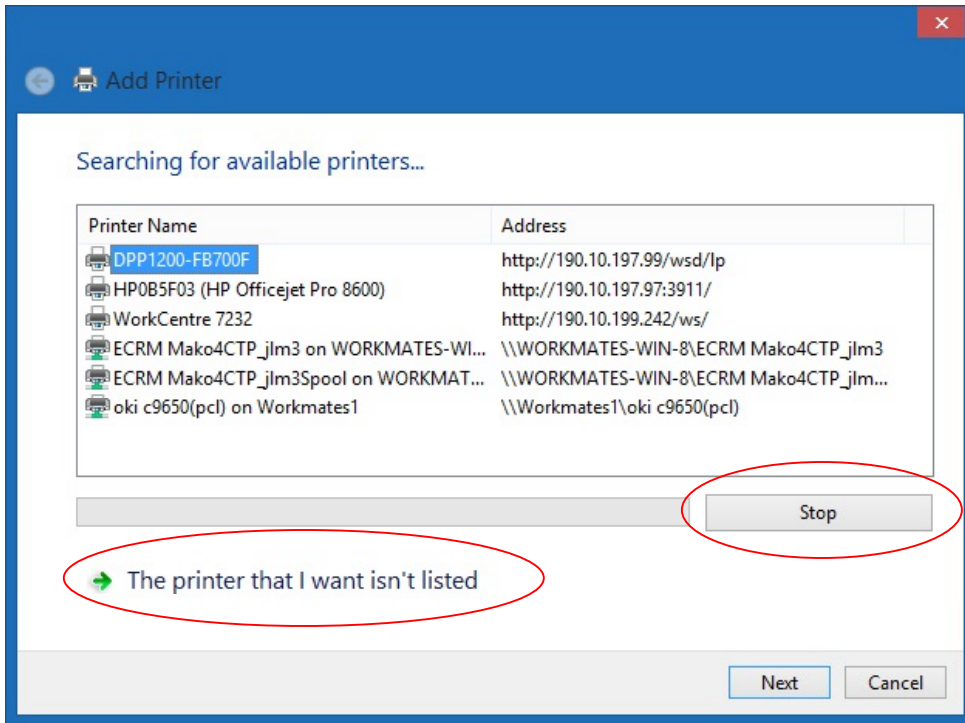 Add Printer
Searching for available printers...
Printer Name Address
DPP1200-FB700F http://190.10.197.99/wsd/lp
HP0B5F03 (HP Officejet Pro 8600) http://190.10.197.97:3911/
WorkCentre 7232 http://190.10.199.242/ws/
ECRM Mako4CTP_jlm3 on WORKMATES-WI... \\WORKMATES-WIN-8\ECRM Mako4CTP_jlm3
ECRM Mako4CTP_jlm3Spool on WORKMAT... \\WORKMATES-WIN-8\ECRM Mako4CTP_jlm...
oki c9650(pcl) on Workmates1 \\Workmates1\oki c9650(pcl)
Stop
The printer that I want isn't listed
Next Cancel